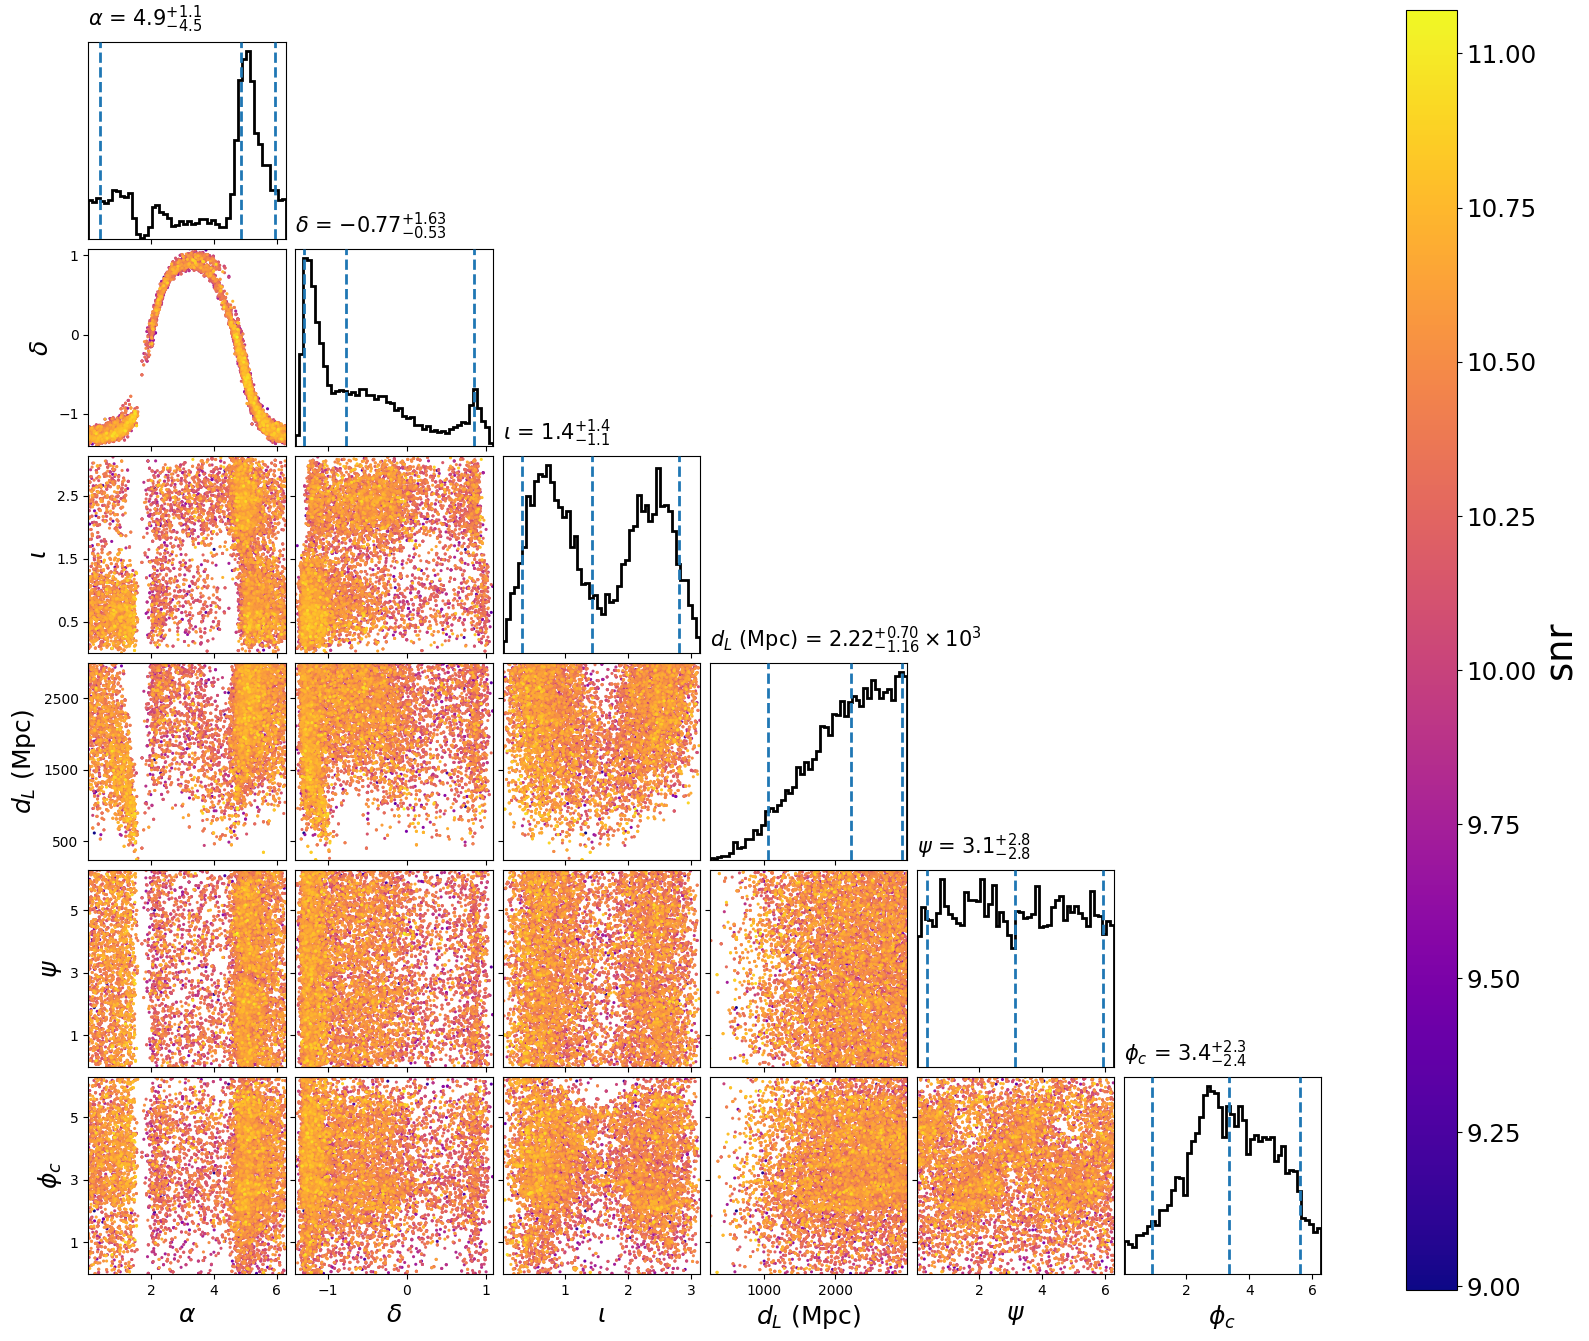 α = 4.9^{+1.1}_{-4.5}
11.00
10.75
δ = −0.77^{+1.63}_{−0.53}
1
0
−1
δ
10.50
ι = 1.4^{+1.4}_{−1.1}
2.5
1.5
0.5
ι
10.25
d_L (Mpc) = 2.22^{+0.70}_{−1.16} × 10^3
10.00
snr
2500
1500
500
d_L (Mpc)
9.75
ψ = 3.1^{+2.8}_{−2.8}
5
3
1
ψ
9.50
ϕ_c = 3.4^{+2.3}_{−2.4}
9.25
5
3
1
ϕ_c
9.00
2 4 6 −1 0 1 1 2 3 1000 2000 2 4 6 2 4 6
α δ ι d_L (Mpc) ψ ϕ_c